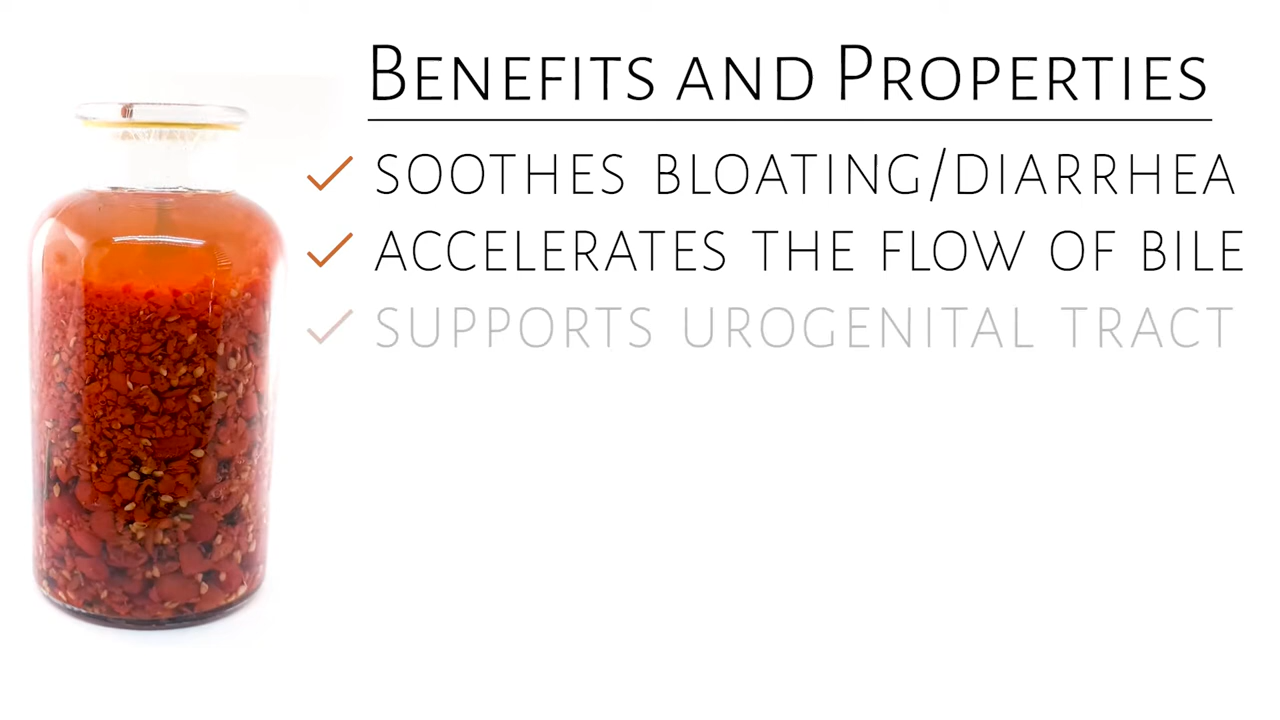 BENEFITS AND PROPERTIES
SOOTHES BLOATING/DIARRHEA
ACCELERATES THE FLOW OF BILE
SUPPORTS UROGENITAL TRACT